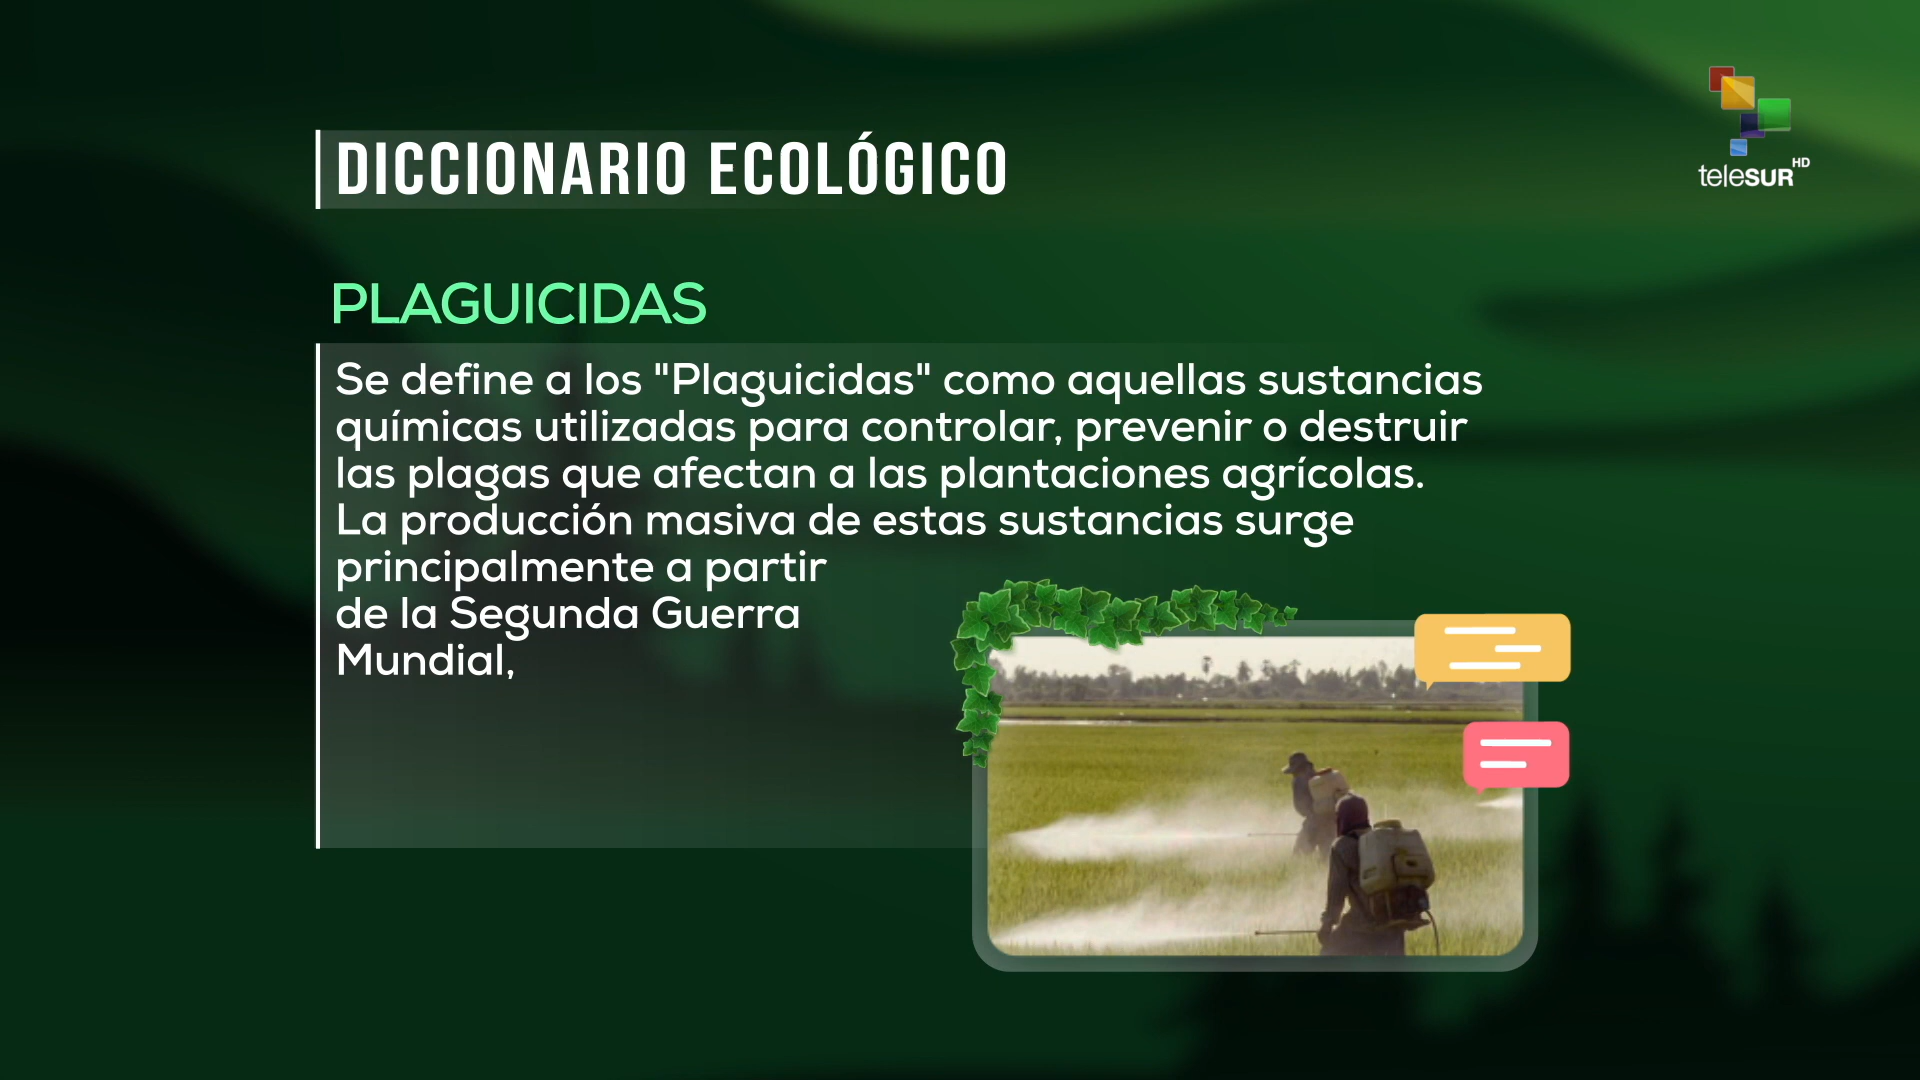 DICCIONARIO ECOLÓGICO
teleSUR HD
PLAGUICIDAS
Se define a los "Plaguicidas" como aquellas sustancias
químicas utilizadas para controlar, prevenir o destruir
las plagas que afectan a las plantaciones agrícolas.
La producción masiva de estas sustancias surge
principalmente a partir
de la Segunda Guerra
Mundial,